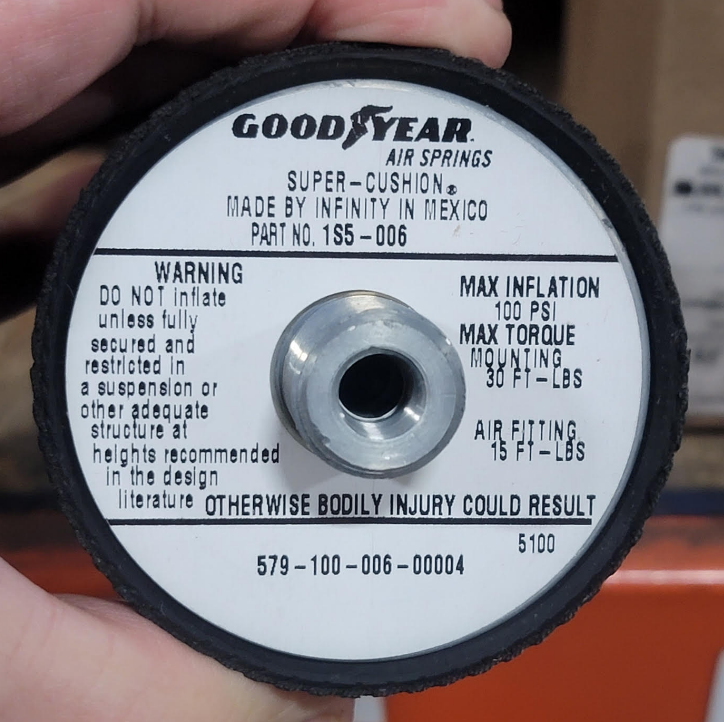 GOODYEAR
AIR SPRINGS
SUPER-CUSHION®
MADE BY INFINITY IN MEXICO
PART NO. 1S5-006
WARNING
DO NOT inflate
unless fully
secured and
restricted in
a suspension or
other adequate
structure at
heights recommended
in the design
literature OTHERWISE BODILY INJURY COULD RESULT
MAX INFLATION
100 PSI
MAX TORQUE
MOUNTING
30 FT-LBS
AIR FITTING
15 FT-LBS
5100
579-100-006-00004